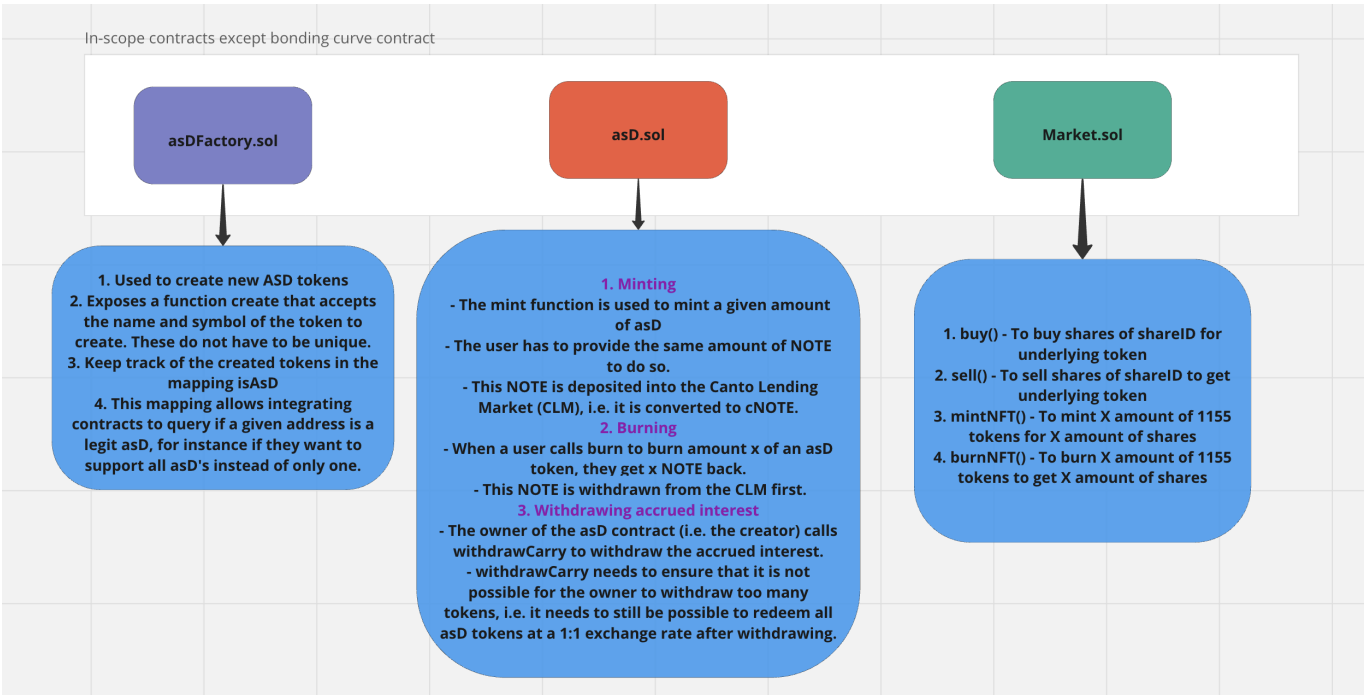 In-scope contracts except bonding curve contract
asDFactory.sol
asD.sol
Market.sol
1. Used to create new ASD tokens
2. Exposes a function create that accepts
the name and symbol of the token to
create. These do not have to be unique.
3. Keep track of the created tokens in the
mapping isAsD
4. This mapping allows integrating
contracts to query if a given address is a
legit asD, for instance if they want to
support all asD's instead of only one.
1. Minting
- The mint function is used to mint a given amount
of asD
- The user has to provide the same amount of NOTE
to do so.
- This NOTE is deposited into the Canto Lending
Market (CLM), i.e. it is converted to cNOTE.
2. Burning
- When a user calls burn to burn amount x of an asD
token, they get x NOTE back.
- This NOTE is withdrawn from the CLM first.
3. Withdrawing accrued interest
- The owner of the asD contract (i.e. the creator) calls
withdrawCarry to withdraw the accrued interest.
- withdrawCarry needs to ensure that it is not
possible for the owner to withdraw too many
tokens, i.e. it needs to still be possible to redeem all
asD tokens at a 1:1 exchange rate after withdrawing.
1. buy() - To buy shares of shareID for
underlying token
2. sell() - To sell shares of shareID to get
underlying token
3. mintNFT() - To mint X amount of 1155
tokens for X amount of shares
4. burnNFT() - To burn X amount of 1155
tokens to get X amount of shares